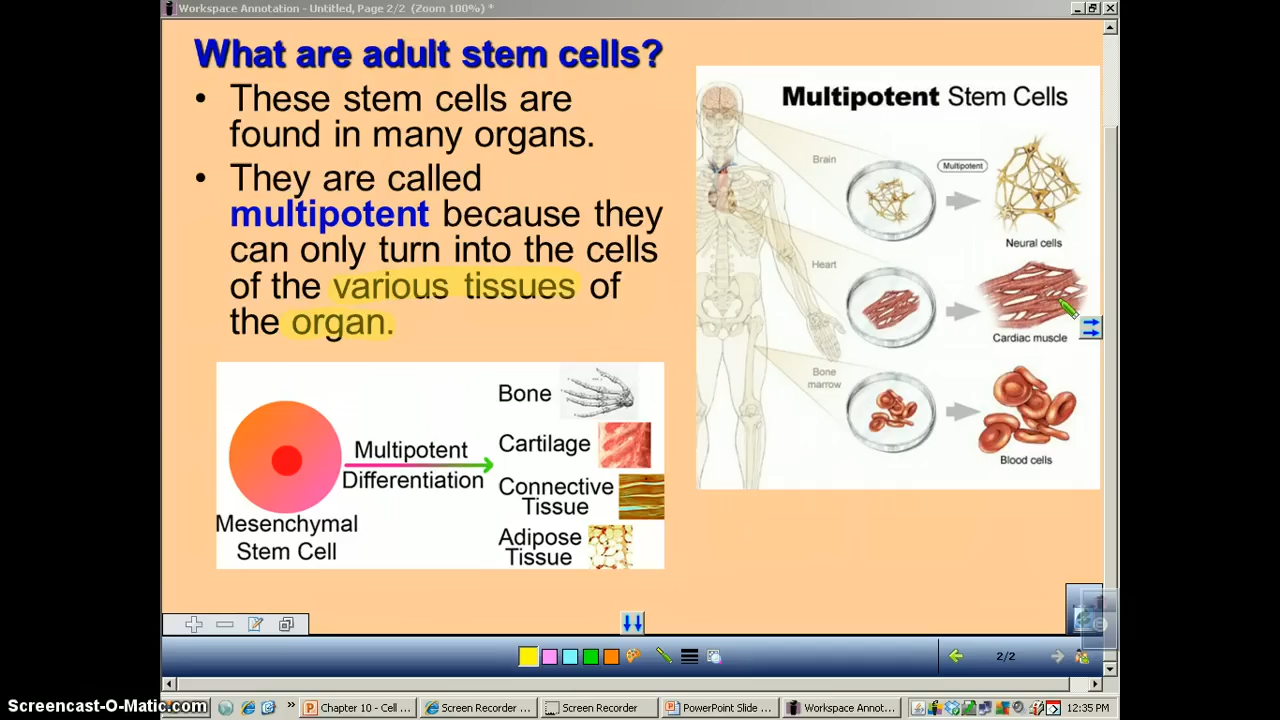 Workspace Annotation - Untitled, Page 2/2 (Zoom 100%) *
What are adult stem cells?
• These stem cells are
found in many organs.
• They are called
multipotent because they
can only turn into the cells
of the various tissues of
the organ.
Multipotent Stem Cells
Brain
Multipotent
Neural cells
Heart
Cardiac muscle
Bone
marrow
Blood cells
Bone
Cartilage
Multipotent
Differentiation
Connective
Tissue
Adipose
Tissue
Mesenchymal
Stem Cell
2/2
Screencast-O-Matic.com
»
Chapter 10 - Cell ...
Screen Recorder ...
Screen Recorder
PowerPoint Slide ...
Workspace Annot...
12:35 PM